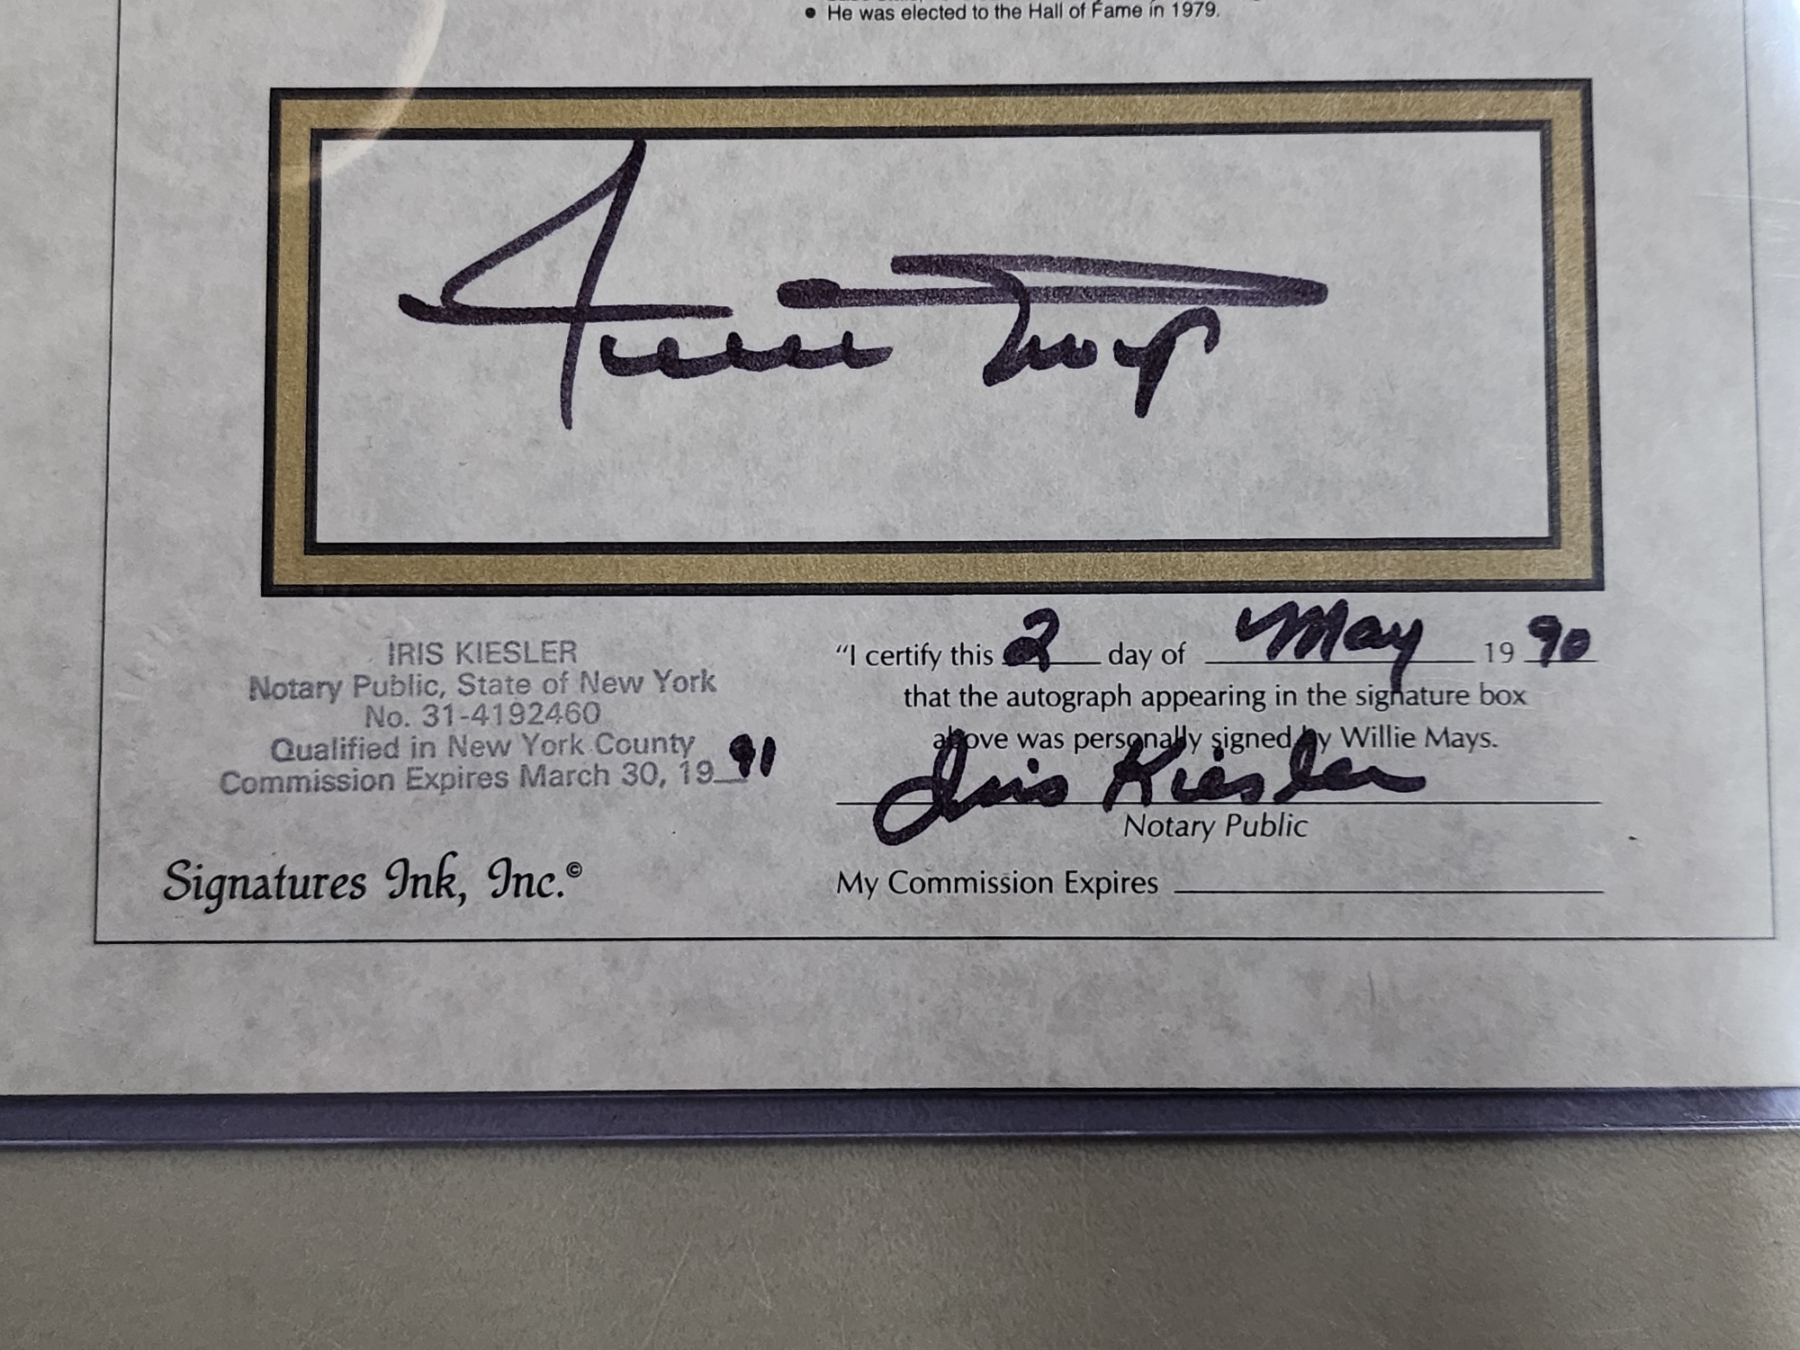 • He was elected to the Hall of Fame in 1979.
Willie Mays
IRIS KIESLER
Notary Public, State of New York
No. 31-4192460
Qualified in New York County
Commission Expires March 30, 19 91
Signatures Ink, Inc.©
“I certify this 2 day of May 19 90
that the autograph appearing in the signature box
above was personally signed by Willie Mays.
Iris Kiesler
Notary Public
My Commission Expires